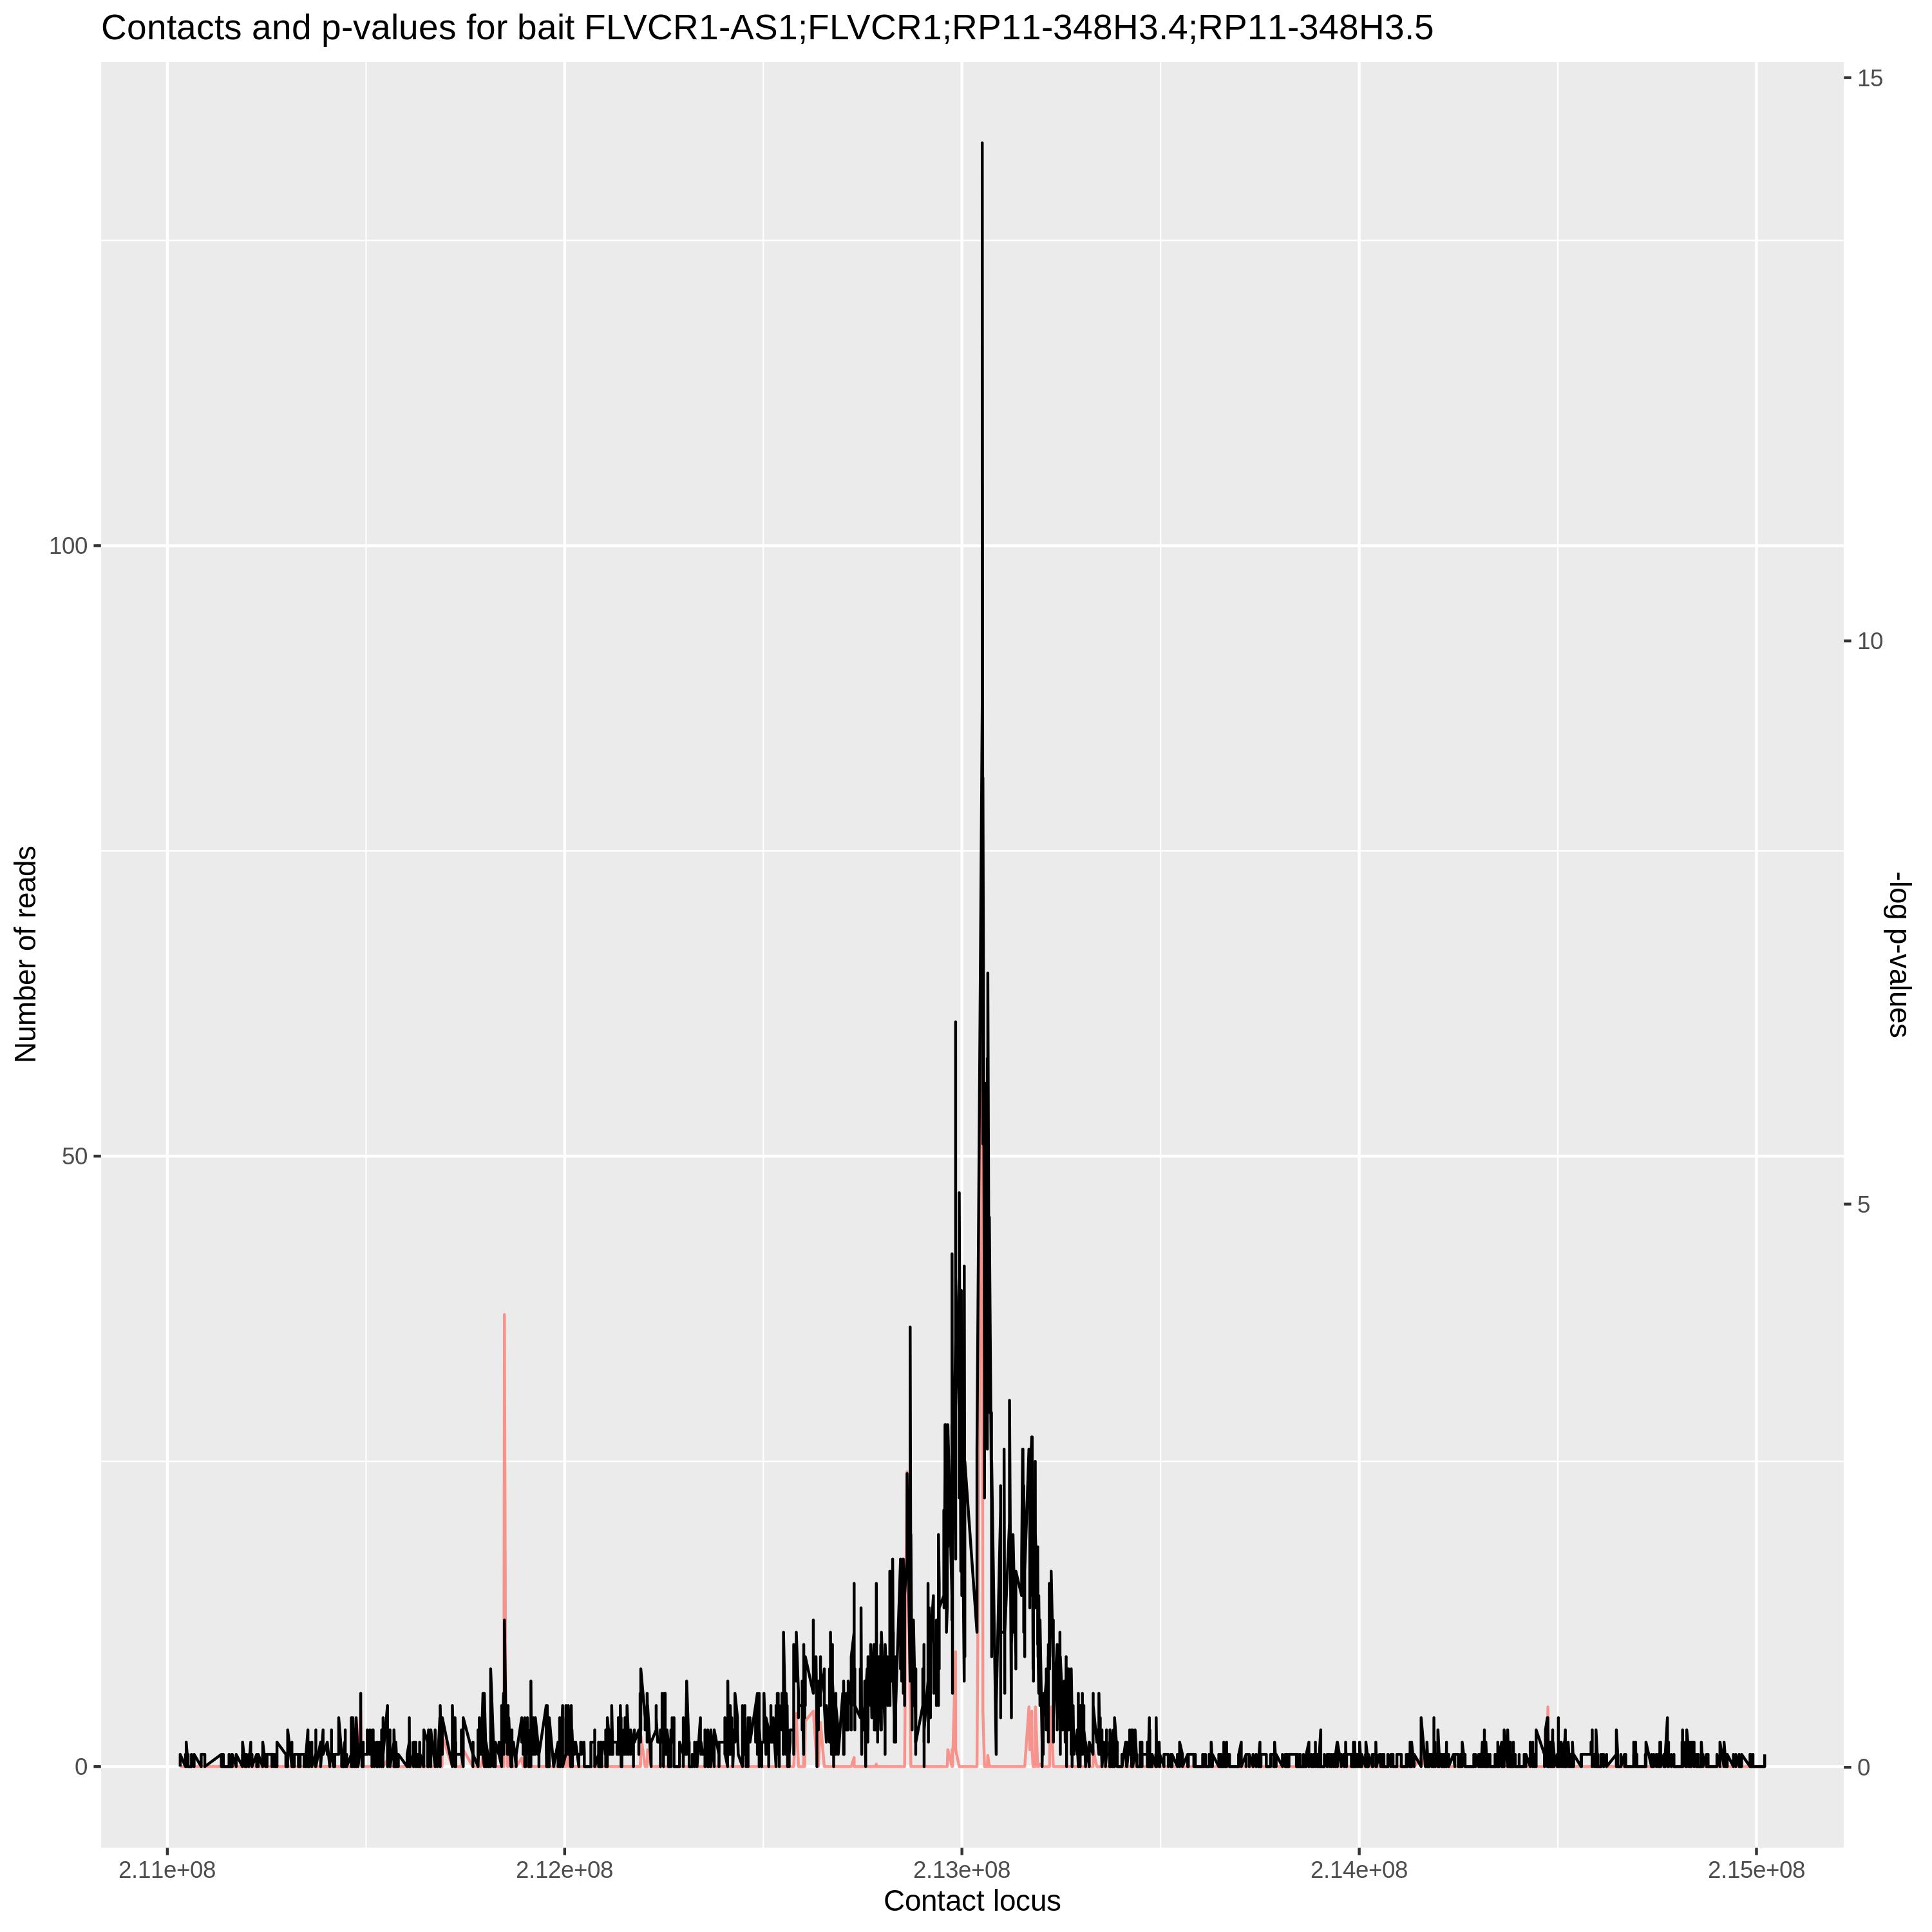 Contacts and p-values for bait FLVCR1-AS1;FLVCR1;RP11-348H3.4;RP11-348H3.5
15
100
10
Number of reads
-log p-values
50
5
0
0
2.11e+08
2.12e+08
2.13e+08
2.14e+08
2.15e+08
Contact locus